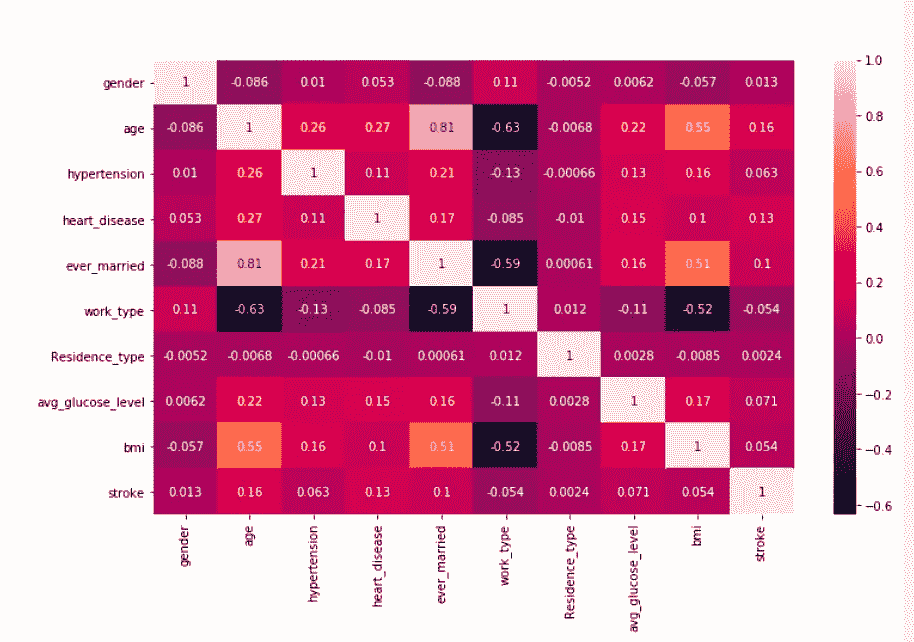 gender 1 -0.086 0.01 0.053 -0.088 0.11 -0.0052 0.0062 -0.057 0.013
age -0.086 1 0.26 0.27 0.81 -0.63 -0.0068 0.22 0.55 0.16
hypertension 0.01 0.26 1 0.11 0.21 -0.13 -0.00066 0.13 0.16 0.063
heart_disease 0.053 0.27 0.11 1 0.17 -0.085 -0.01 0.15 0.1 0.13
ever_married -0.088 0.81 0.21 0.17 1 -0.59 0.00061 0.16 0.51 0.1
work_type 0.11 -0.63 -0.13 -0.085 -0.59 1 0.012 -0.11 -0.52 -0.054
Residence_type -0.0052 -0.0068 -0.00066 -0.01 0.00061 0.012 1 0.0028 -0.0085 0.0024
avg_glucose_level 0.0062 0.22 0.13 0.15 0.16 -0.11 0.0028 1 0.17 0.071
bmi -0.057 0.55 0.16 0.1 0.51 -0.52 -0.0085 0.17 1 0.054
stroke 0.013 0.16 0.063 0.13 0.1 -0.054 0.0024 0.071 0.054 1
gender
age
hypertension
heart_disease
ever_married
work_type
Residence_type
avg_glucose_level
bmi
stroke
1.0
0.8
0.6
0.4
0.2
0.0
−0.2
−0.4
−0.6